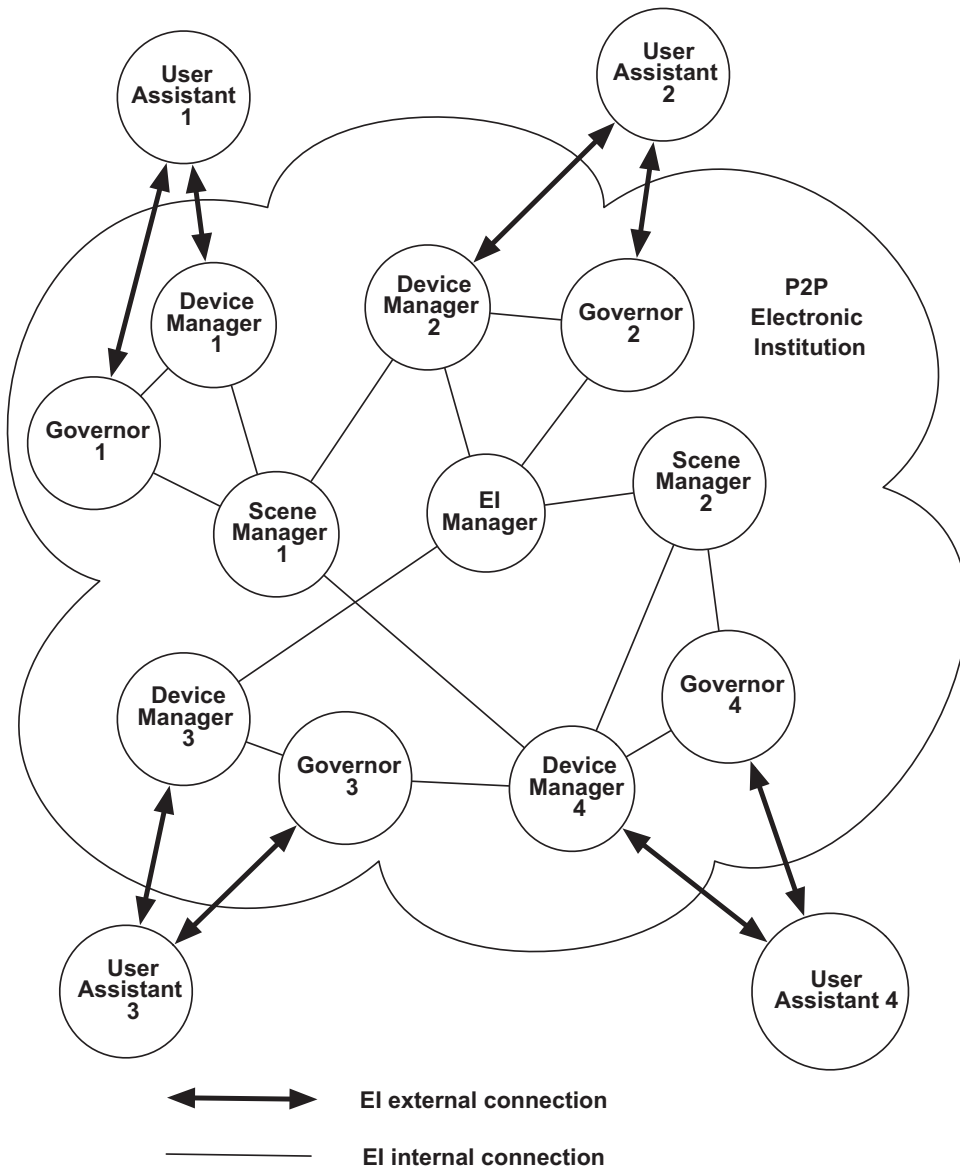 User
Assistant
1
User
Assistant
2
Device
Manager
1
Device
Manager
2
Governor
2
P2P
Electronic
Institution
Governor
1
Scene
Manager
1
EI
Manager
Scene
Manager
2
Device
Manager
3
Governor
3
Device
Manager
4
Governor
4
User
Assistant
3
User
Assistant 4
EI external connection
EI internal connection